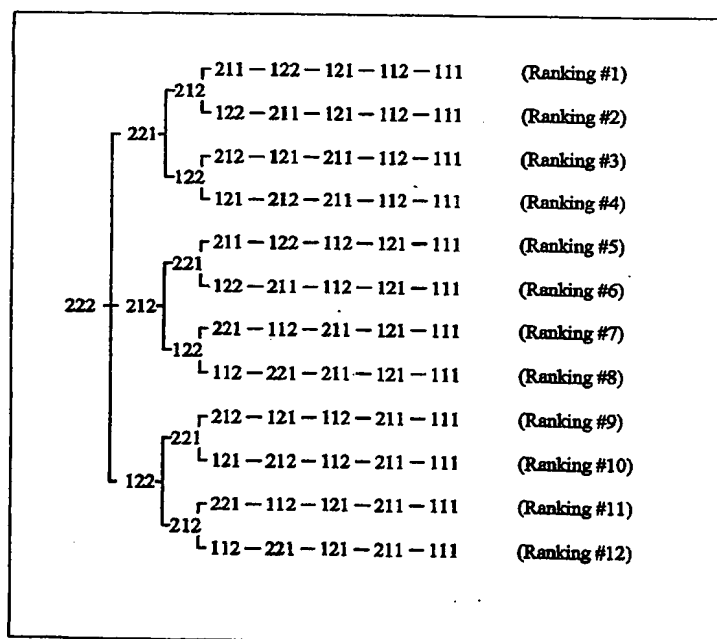 211 — 122 — 121 — 112 — 111 (Ranking #1)
212
122 — 211 — 121 — 112 — 111 (Ranking #2)
221
212 — 121 — 211 — 112 — 111 (Ranking #3)
122
121 — 212 — 211 — 112 — 111 (Ranking #4)
211 — 122 — 112 — 121 — 111 (Ranking #5)
221
122 — 211 — 112 — 121 — 111 (Ranking #6)
222 212
221 — 112 — 211 — 121 — 111 (Ranking #7)
122
112 — 221 — 211 — 121 — 111 (Ranking #8)
212 — 121 — 112 — 211 — 111 (Ranking #9)
221
121 — 212 — 112 — 211 — 111 (Ranking #10)
122
221 — 112 — 121 — 211 — 111 (Ranking #11)
212
112 — 221 — 121 — 211 — 111 (Ranking #12)